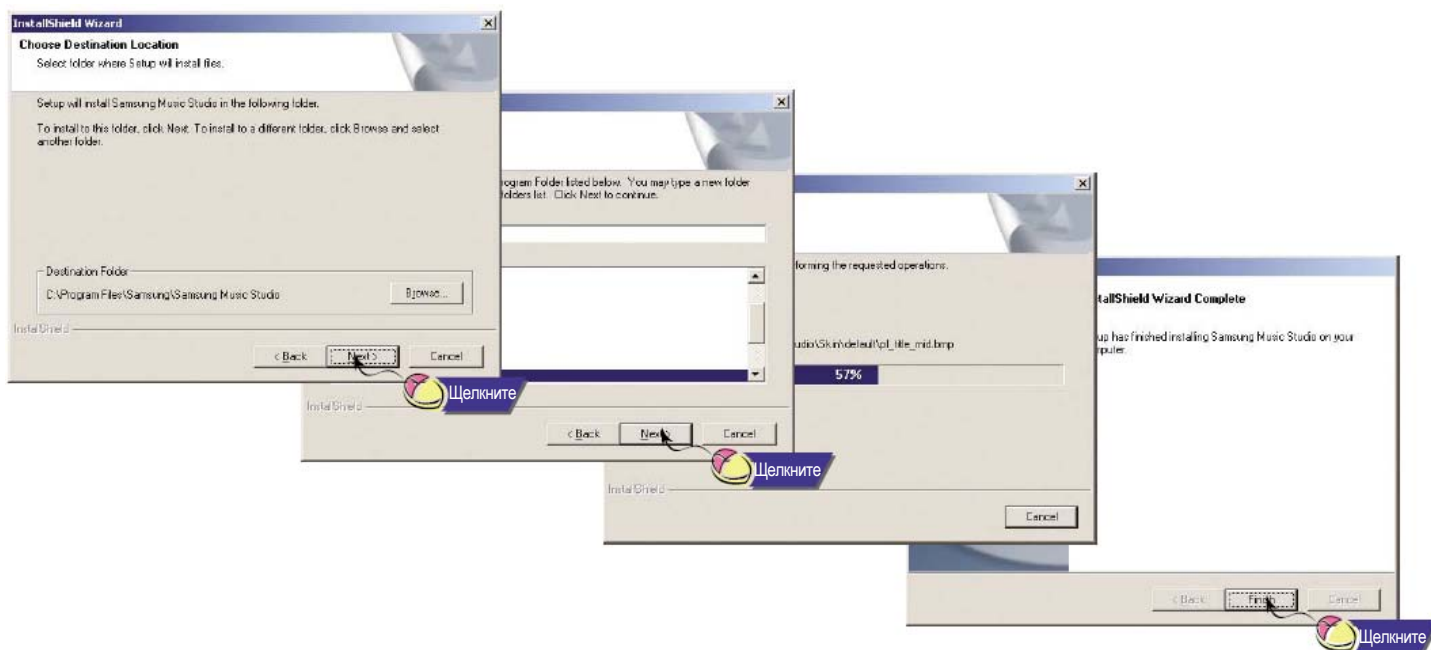 InstallShield Wizard
Choose Destination Location
Select folder where Setup will install files.
Setup will install Samsung Music Studio in the following folder.
To install to this folder, click Next. To install to a different folder, click Browse and select
another folder.
Destination Folder
C:\Program Files\Samsung\Samsung Music Studio
Browse...
InstallShield
< Back
Next >
Cancel
Щелкните
rogram Folder listed below. You may type a new folder
folders list. Click Next to continue.
InstallShield
< Back
Next >
Cancel
Щелкните
forming the requested operations.
udio\Skin\default\pl_title_mid.bmp
57%
InstallShield
Cancel
tallShield Wizard Complete
up has finished installing Samsung Music Studio on your
mputer.
< Back
Finish
Cancel
Щелкните